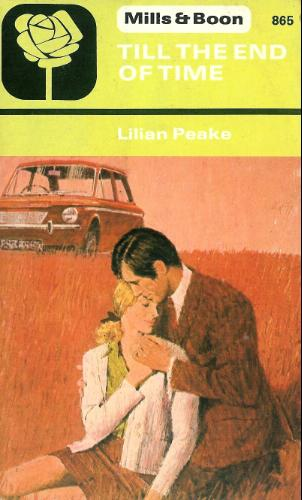 Mills & Boon
865
TILL THE END
OF TIME
Lilian Peake